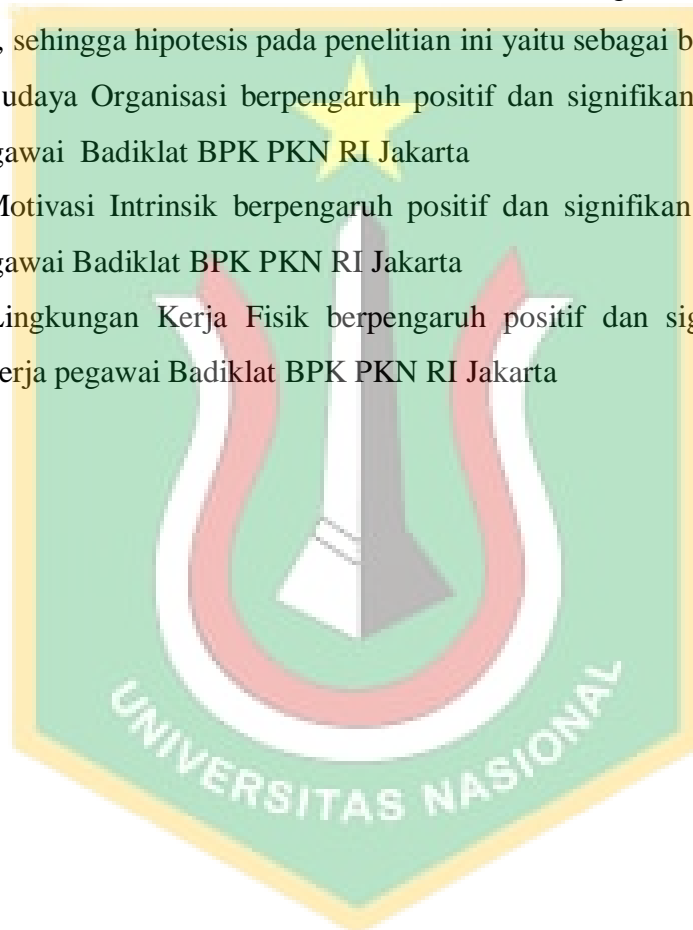 , sehingga hipotesis pada penelitian ini yaitu sebagai b
udaya Organisasi berpengaruh positif dan signifikan
gawai Badiklat BPK PKN RI Jakarta
Motivasi Intrinsik berpengaruh positif dan signifikan
gawai Badiklat BPK PKN RI Jakarta
Lingkungan Kerja Fisik berpengaruh positif dan sig
erja pegawai Badiklat BPK PKN RI Jakarta
UNIVERSITAS NASIONAL